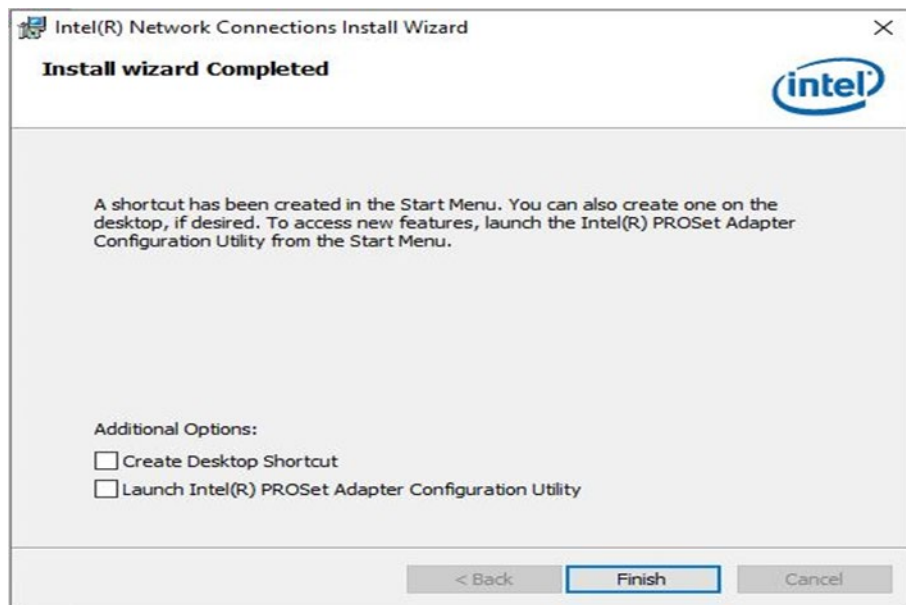 Intel(R) Network Connections Install Wizard
Install wizard Completed
intel
A shortcut has been created in the Start Menu. You can also create one on the
desktop, if desired. To access new features, launch the Intel(R) PROSet Adapter
Configuration Utility from the Start Menu.
Additional Options:
Create Desktop Shortcut
Launch Intel(R) PROSet Adapter Configuration Utility
< Back
Finish
Cancel